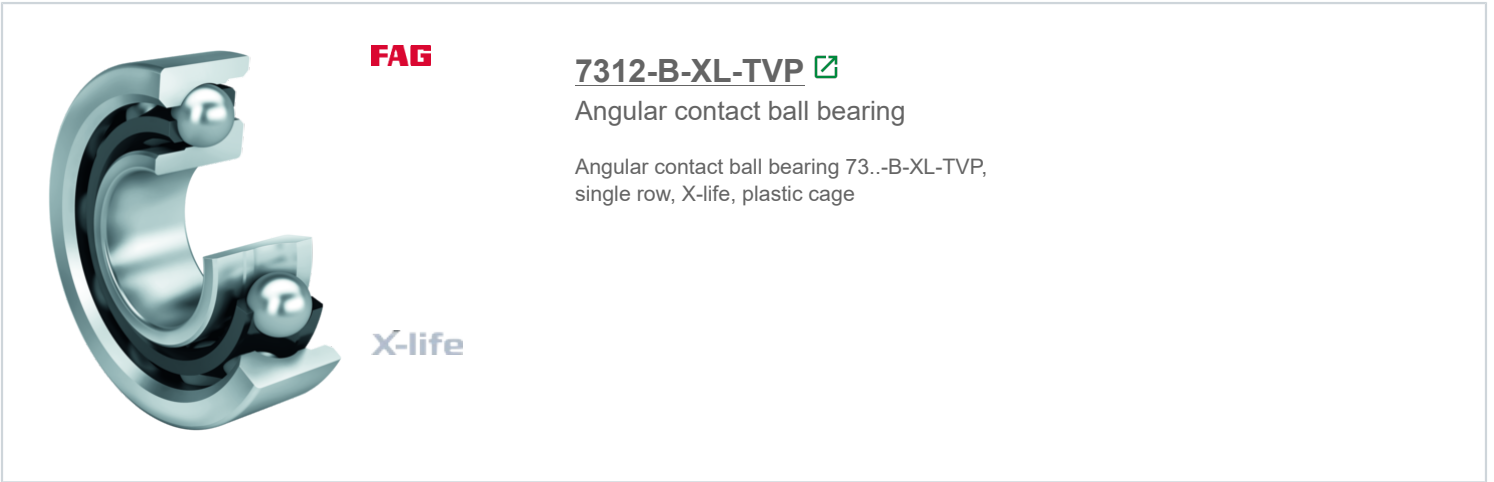 FAG
7312-B-XL-TVP
Angular contact ball bearing
Angular contact ball bearing 73..-B-XL-TVP,
single row, X-life, plastic cage
X-life